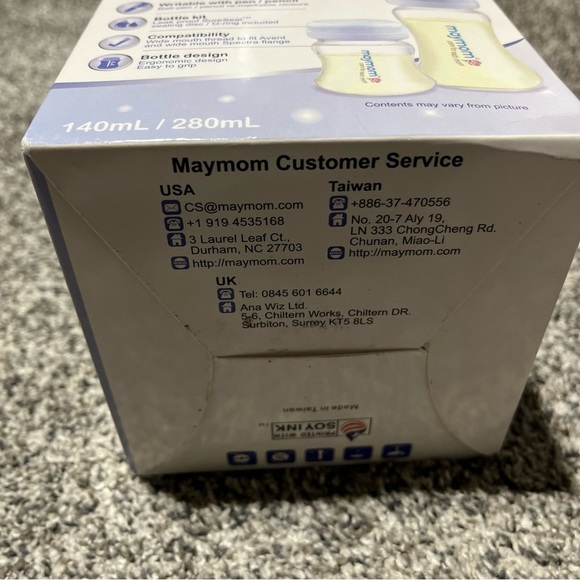 Writable with pen / pencil
Bottle kit
sealing disc / O-ring included
Compatibility
Wide mouth thread to fit Avent
and wide mouth Spectra flange
Bottle design
Ergonomic design
Easy to grip
maymom
maymom
Contents may vary from picture
140mL / 280mL
Maymom Customer Service
USA
CS@maymom.com
+1 919 4535168
3 Laurel Leaf Ct.,
Durham, NC 27703
http://maymom.com
Taiwan
+886-37-470556
No. 20-7 Aly 19,
LN 333 ChongCheng Rd.
Chunan, Miao-Li
http://maymom.com
UK
Tel: 0845 601 6644
Ana Wiz Ltd.
5-6, Chiltern Works, Chiltern DR.
Surbiton, Surrey KT5 8LS
Made in Taiwan
PRINTED WITH
SOY INK
TM